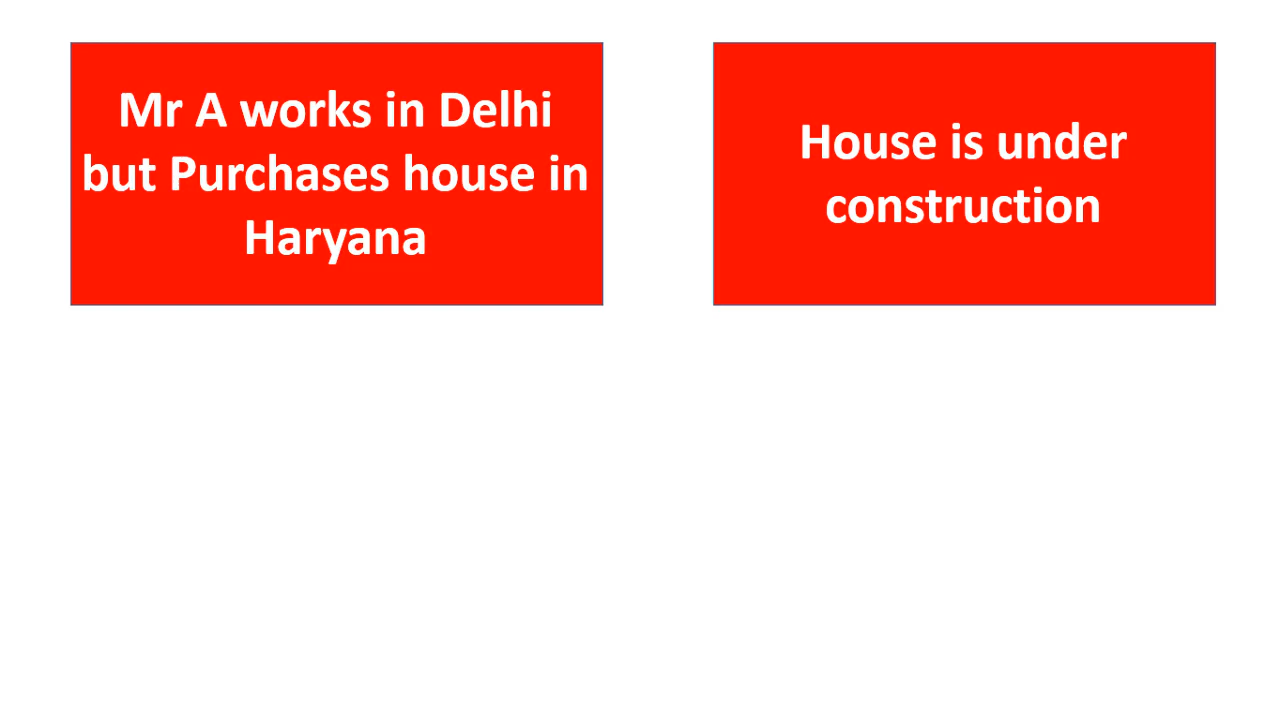 Mr A works in Delhi
but Purchases house in
Haryana
House is under
construction